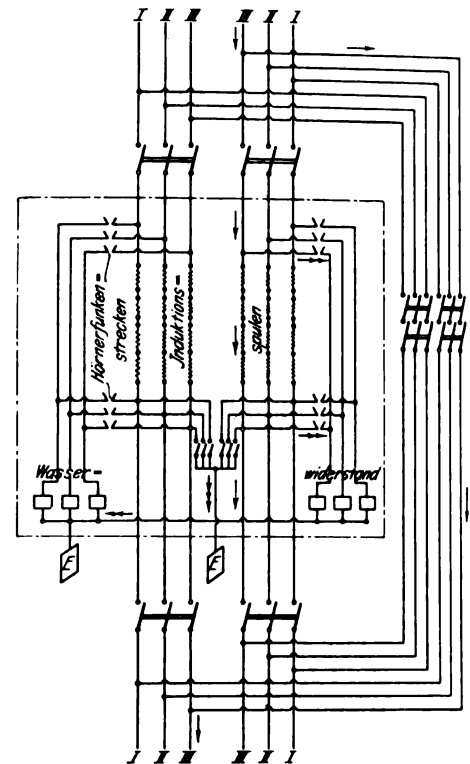 I II III III II I
Hörnerfunken=
strecken
Induktions=
spulen
Wasser=
widerstand
E E
I II III III II I